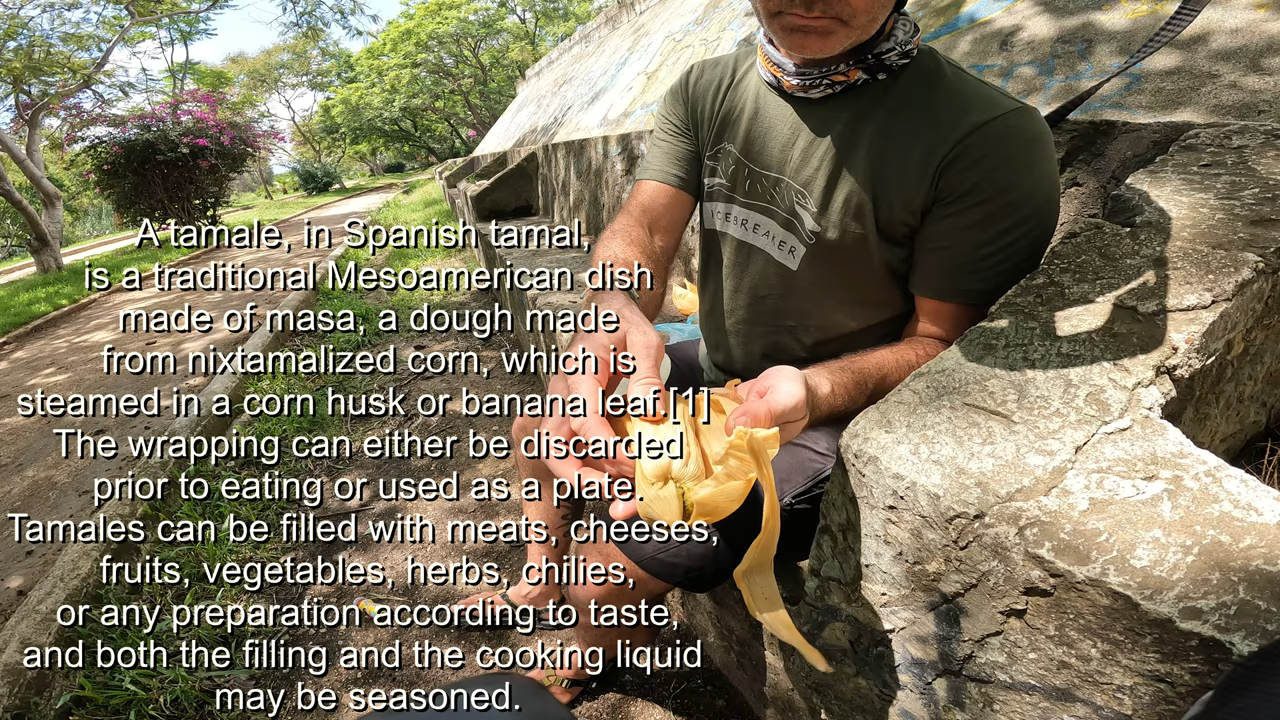 A tamale, in Spanish tamal,
is a traditional Mesoamerican dish
made of masa, a dough made
from nixtamalized corn, which is
steamed in a corn husk or banana leaf.[1]
The wrapping can either be discarded
prior to eating or used as a plate.
Tamales can be filled with meats, cheeses,
fruits, vegetables, herbs, chilies,
or any preparation according to taste,
and both the filling and the cooking liquid
may be seasoned.
ICEBREAKER